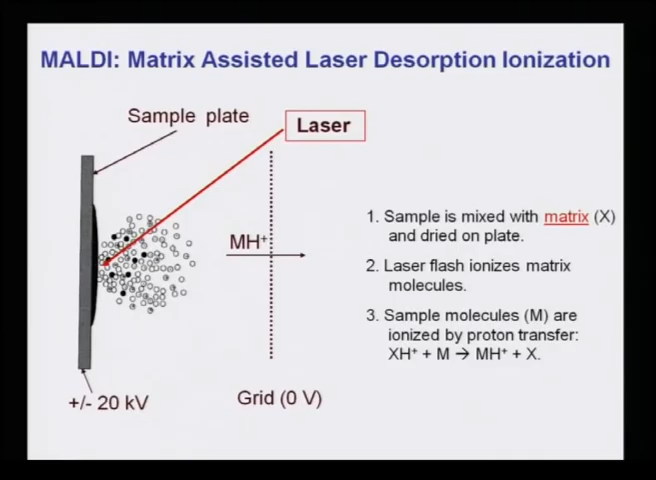 MALDI: Matrix Assisted Laser Desorption Ionization
Sample plate
Laser
MH⁺
+/- 20 kV
Grid (0 V)
1. Sample is mixed with matrix (X)
and dried on plate.
2. Laser flash ionizes matrix
molecules.
3. Sample molecules (M) are
ionized by proton transfer:
XH⁺ + M → MH⁺ + X.